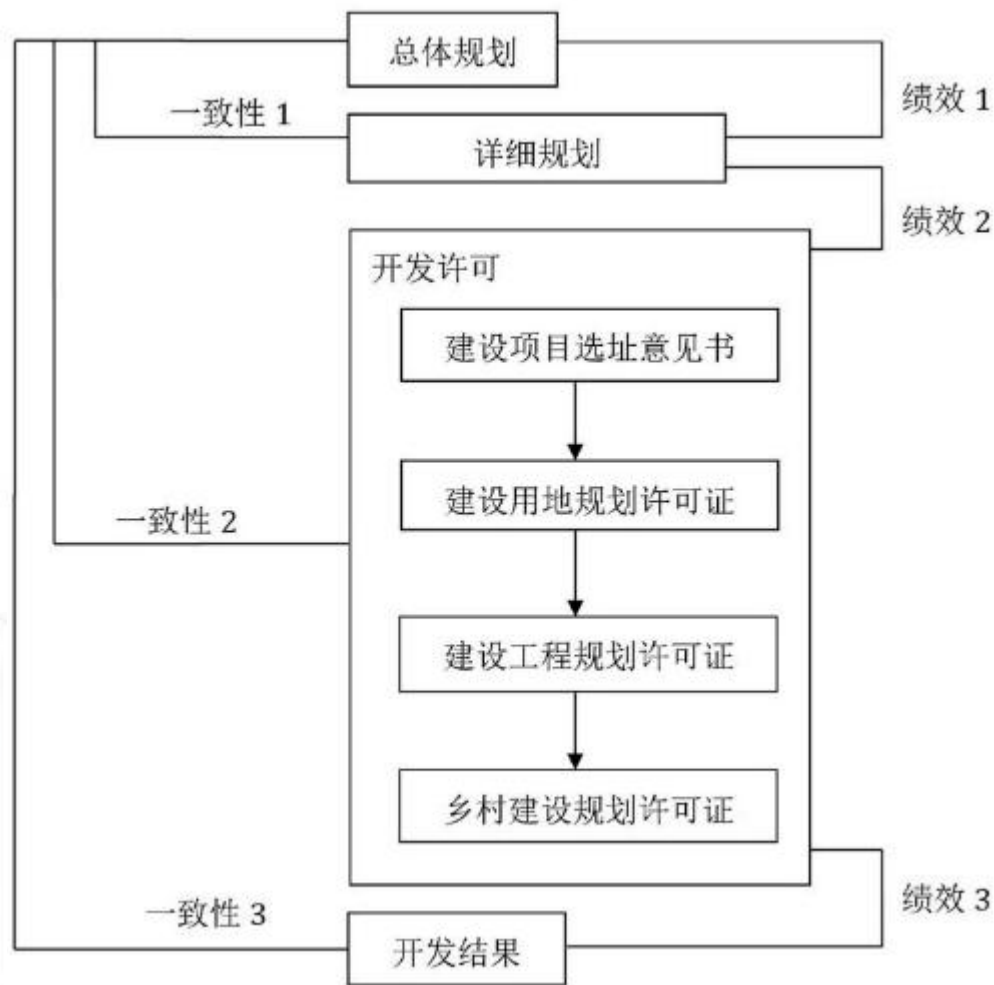 总体规划
绩效 1
一致性 1
详细规划
绩效 2
开发许可
建设项目选址意见书
建设用地规划许可证
一致性 2
建设工程规划许可证
乡村建设规划许可证
绩效 3
一致性 3
开发结果